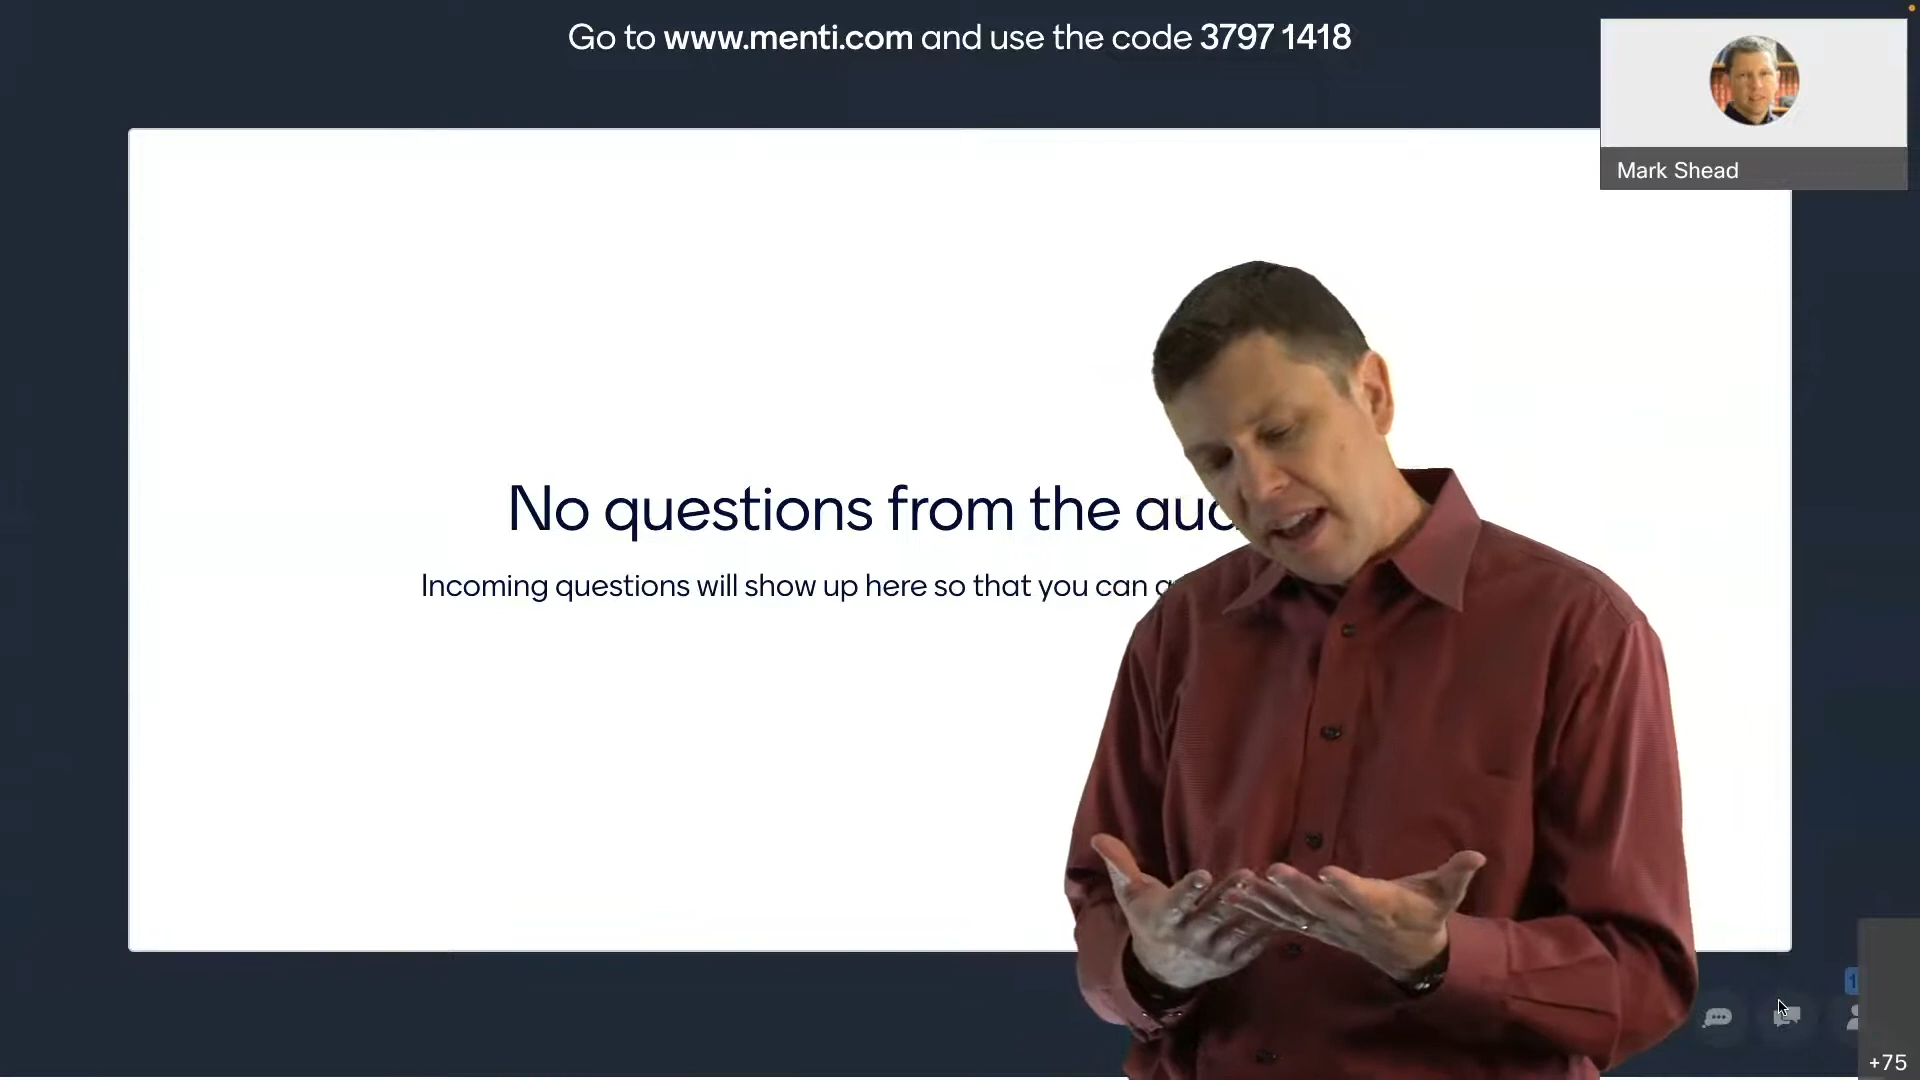 Go to www.menti.com and use the code 3797 1418
Mark Shead
No questions from the
Incoming questions will show up here so that you can
1
+75